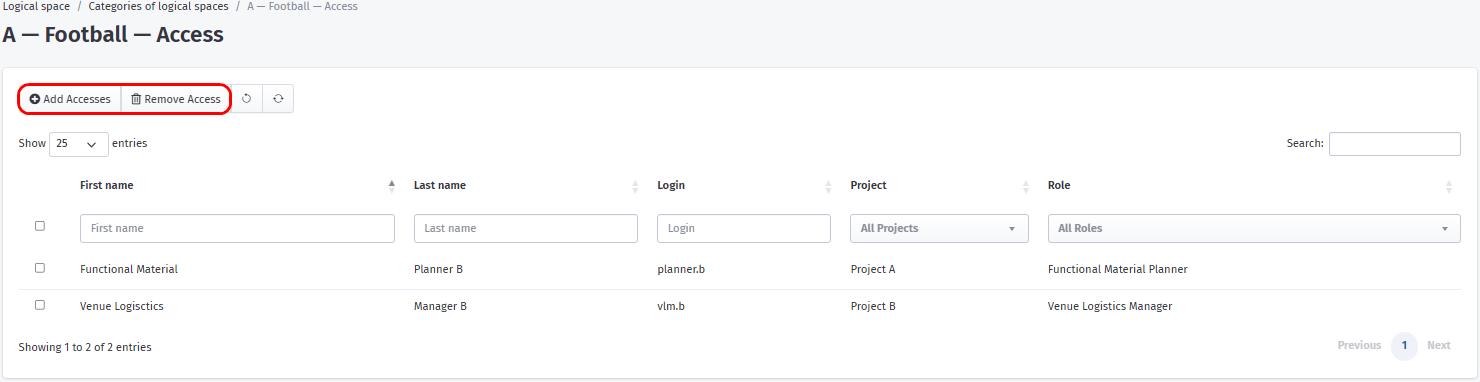 Logical space / Categories of logical spaces / A — Football — Access
A — Football — Access
Add Accesses Remove Access
Show 25 entries Search:
First name Last name Login Project Role
First name Last name Login All Projects All Roles
Functional Material Planner B planner.b Project A Functional Material Planner
Venue Logisctics Manager B vlm.b Project B Venue Logistics Manager
Showing 1 to 2 of 2 entries Previous 1 Next